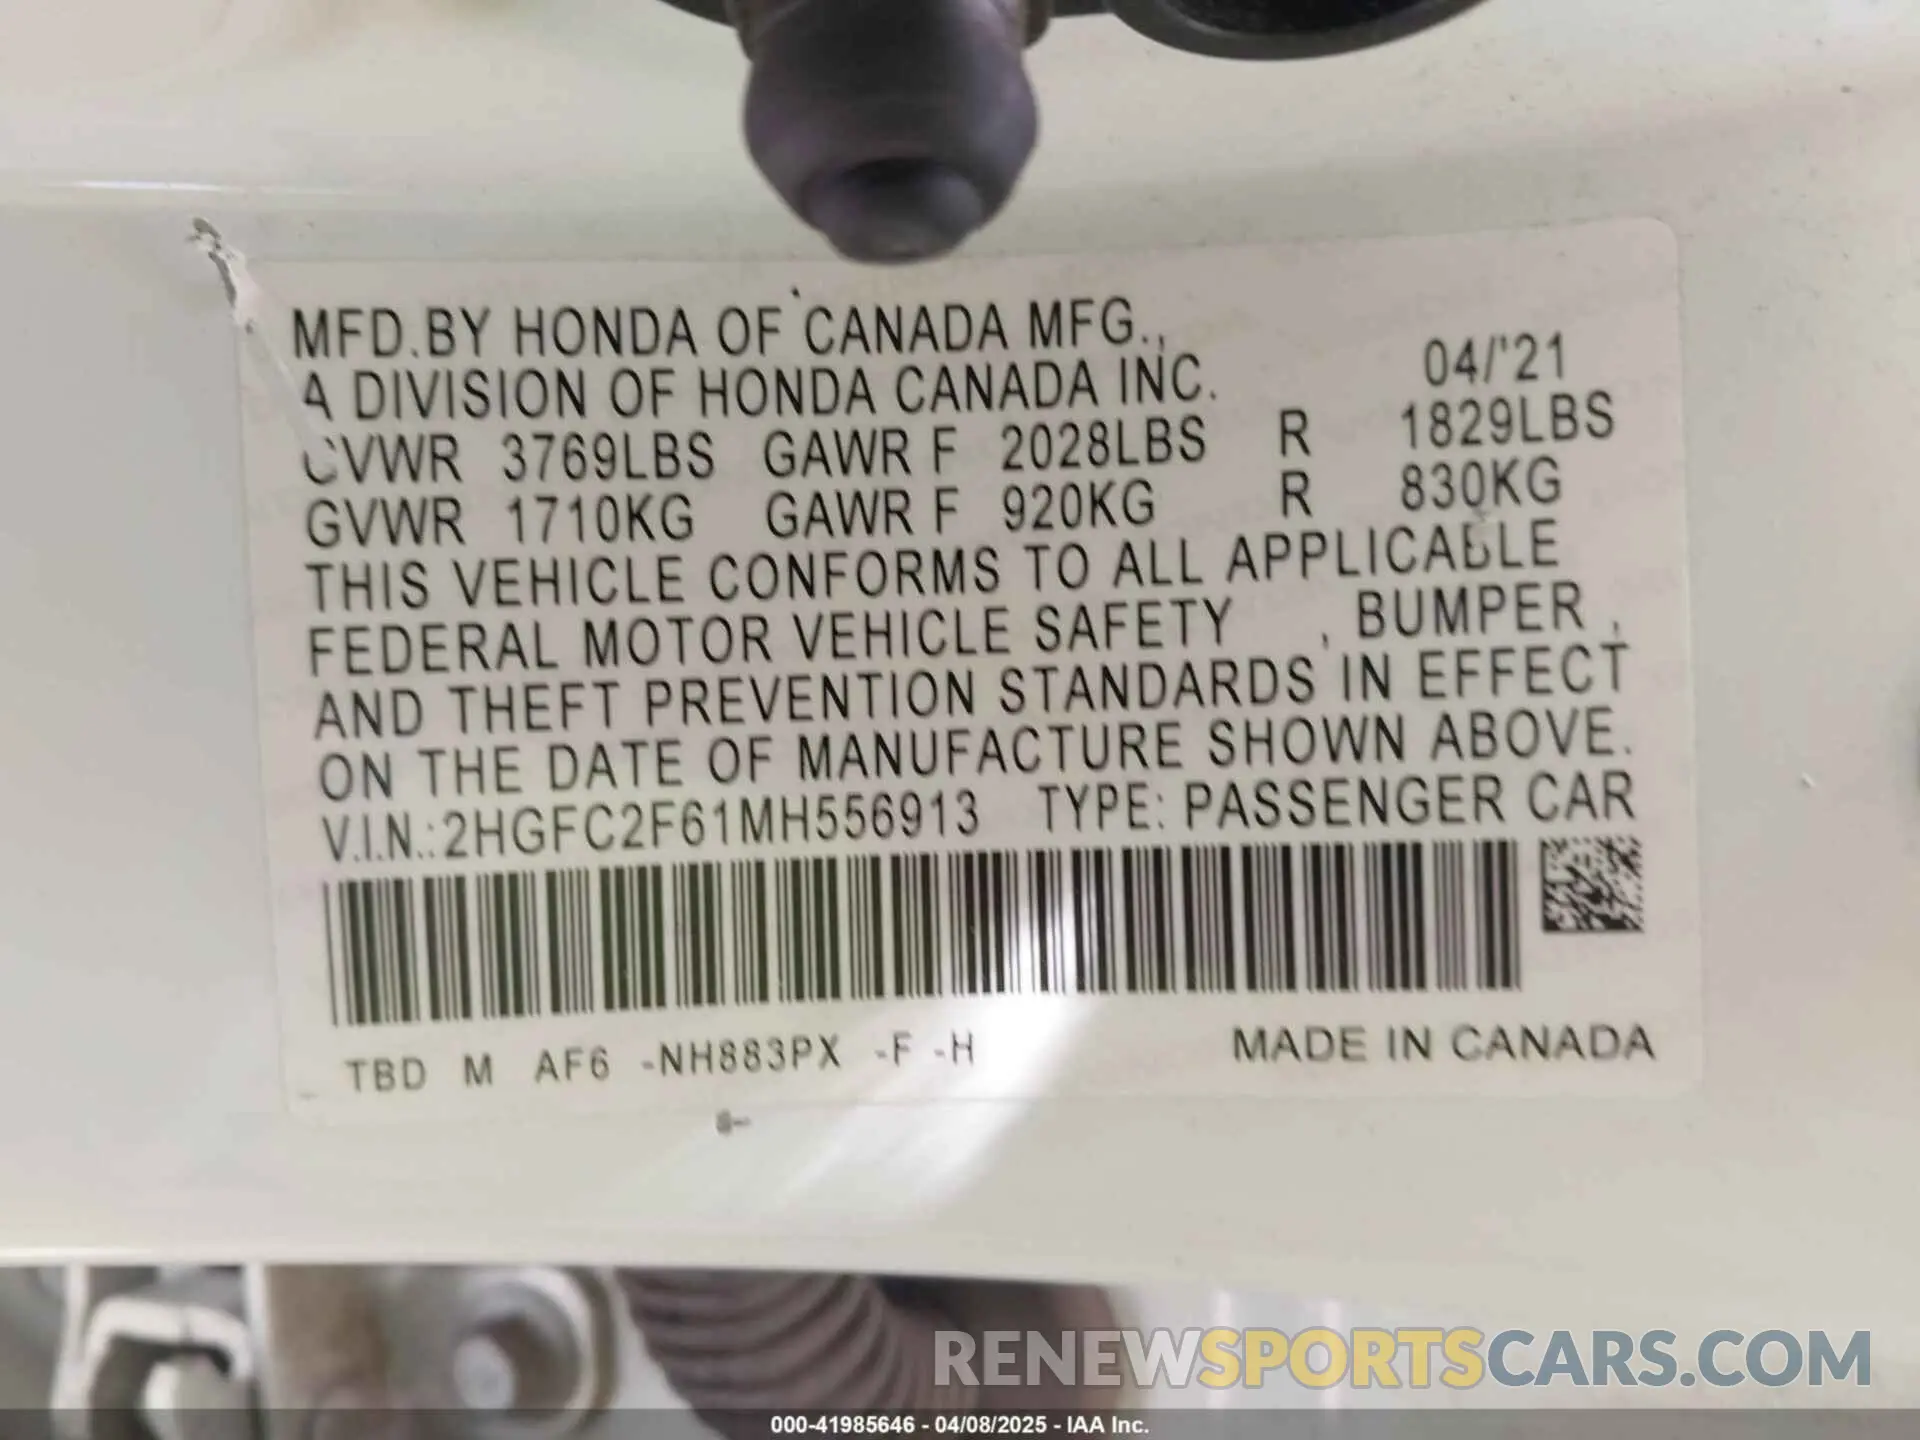 MFD.BY HONDA OF CANADA MFG.,
A DIVISION OF HONDA CANADA INC. 04/'21
GVWR 3769LBS GAWR F 2028LBS R 1829LBS
GVWR 1710KG GAWR F 920KG R 830KG
THIS VEHICLE CONFORMS TO ALL APPLICABLE
FEDERAL MOTOR VEHICLE SAFETY , BUMPER ,
AND THEFT PREVENTION STANDARDS IN EFFECT
ON THE DATE OF MANUFACTURE SHOWN ABOVE.
V.I.N.:2HGFC2F61MH556913 TYPE: PASSENGER CAR
TBD M AF6 -NH883PX -F -H MADE IN CANADA
RENEWSPORTSCARS.COM
000-41985646 - 04/08/2025 - IAA Inc.